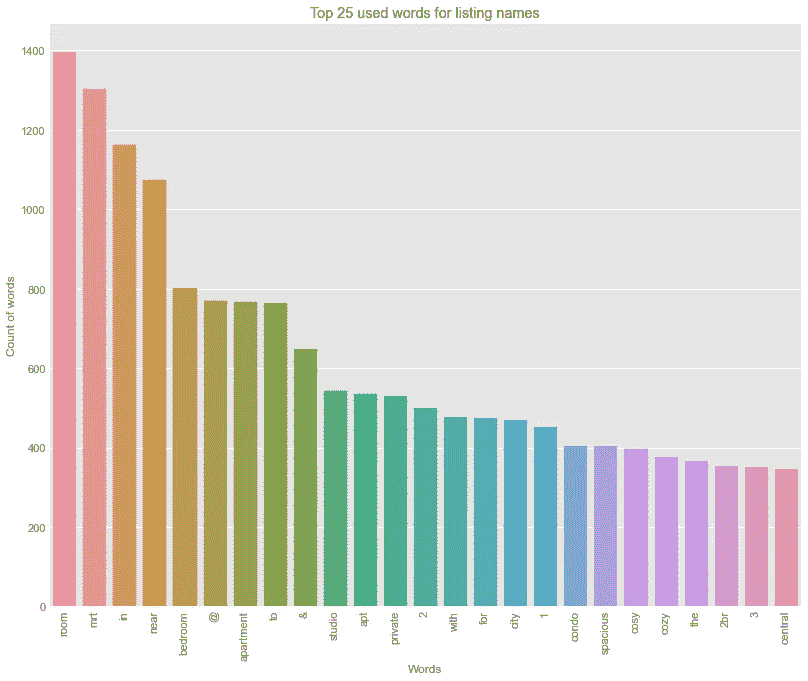 Top 25 used words for listing names
1400
1200
1000
800
600
400
200
0
Count of words
room
mrt
in
near
bedroom
@
apartment
to
&
studio
apt
private
2
with
for
city
1
condo
spacious
cosy
cozy
the
2br
3
central
Words